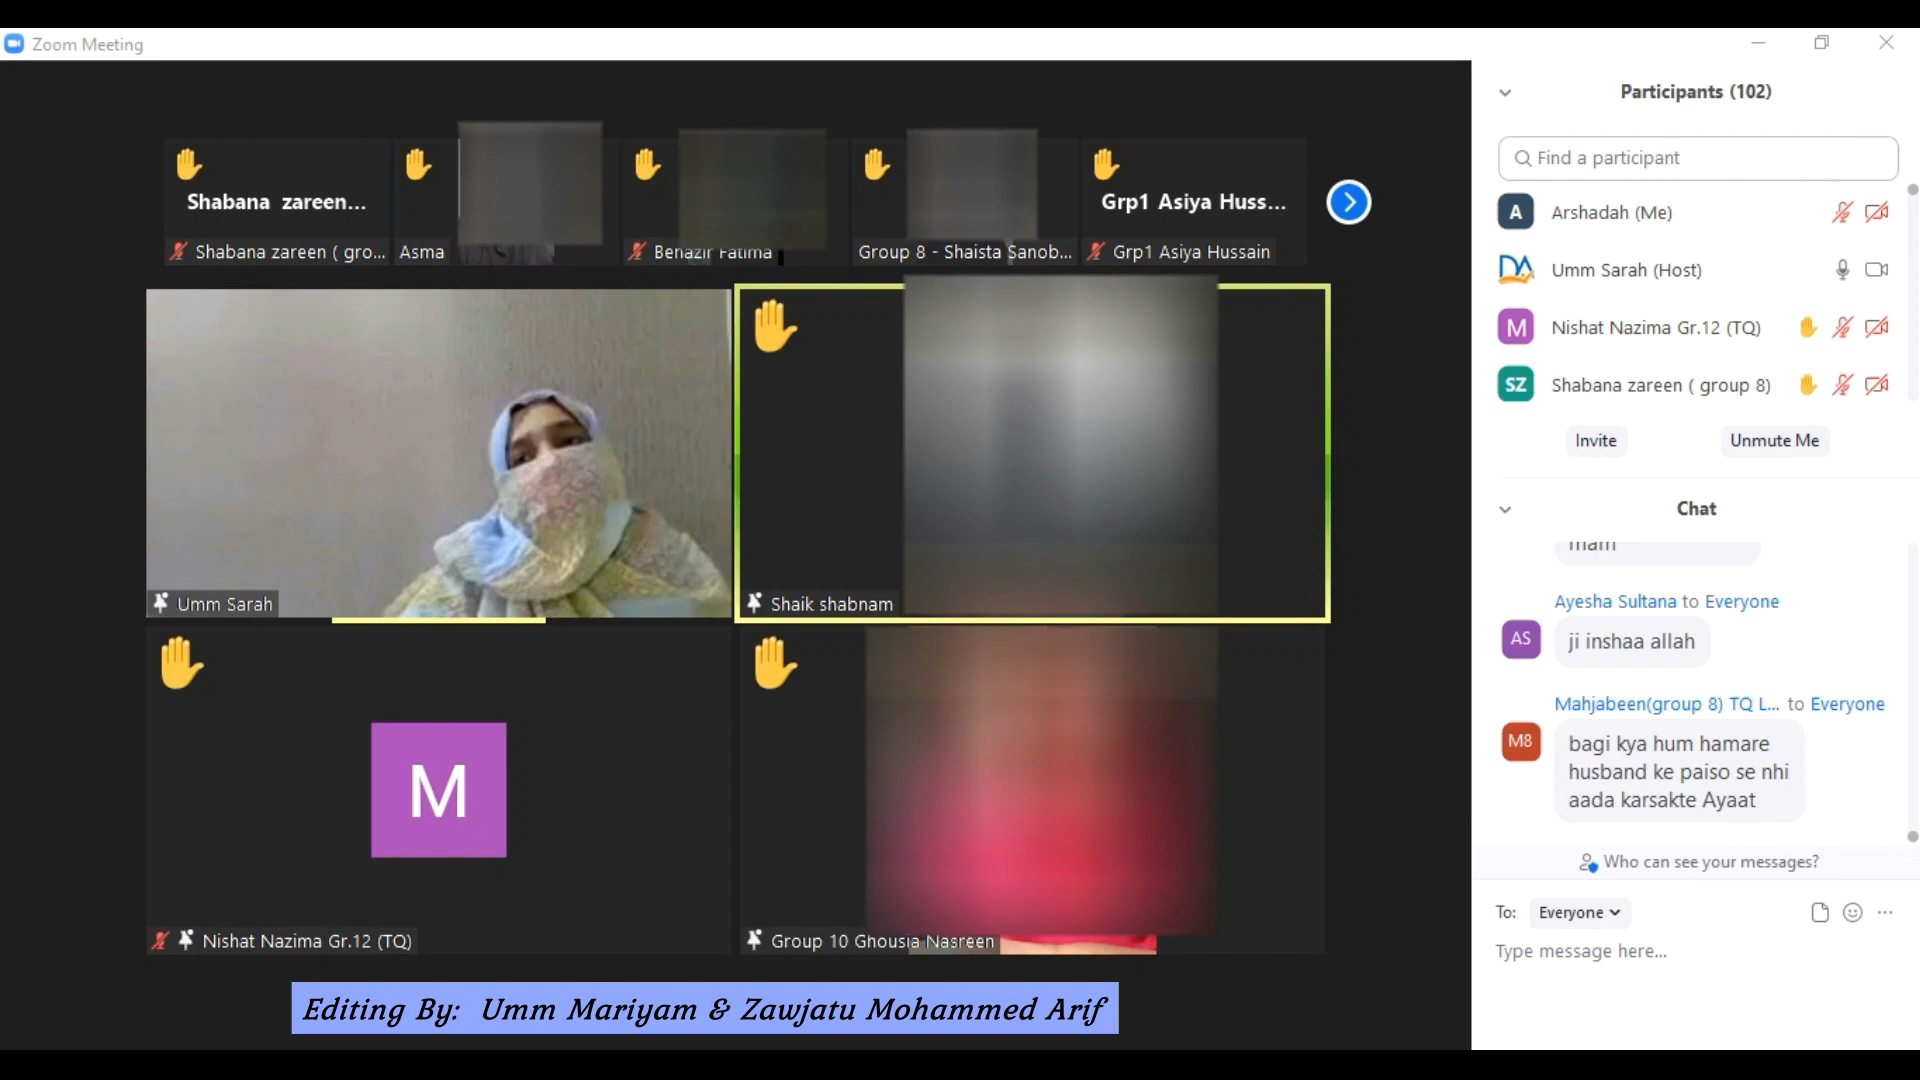 Zoom Meeting
Participants (102)
Find a participant
A
Arshadah (Me)
Umm Sarah (Host)
M
Nishat Nazima Gr.12 (TQ)
SZ
Shabana zareen ( group 8)
Invite
Unmute Me
Chat
mam
Ayesha Sultana to Everyone
AS
ji inshaa allah
Mahjabeen(group 8) TQ L... to Everyone
M8
bagi kya hum hamare
husband ke paiso se nhi
aada karsakte Ayaat
Who can see your messages?
To: Everyone
Type message here...
Shabana zareen...
Shabana zareen ( gro...
Asma
Benazir Fatima
Group 8 - Shaista Sanob...
Grp1 Asiya Huss...
Grp1 Asiya Hussain
Umm Sarah
Shaik shabnam
M
Nishat Nazima Gr.12 (TQ)
Group 10 Ghousia Nasreen
Editing By: Umm Mariyam & Zawjatu Mohammed Arif